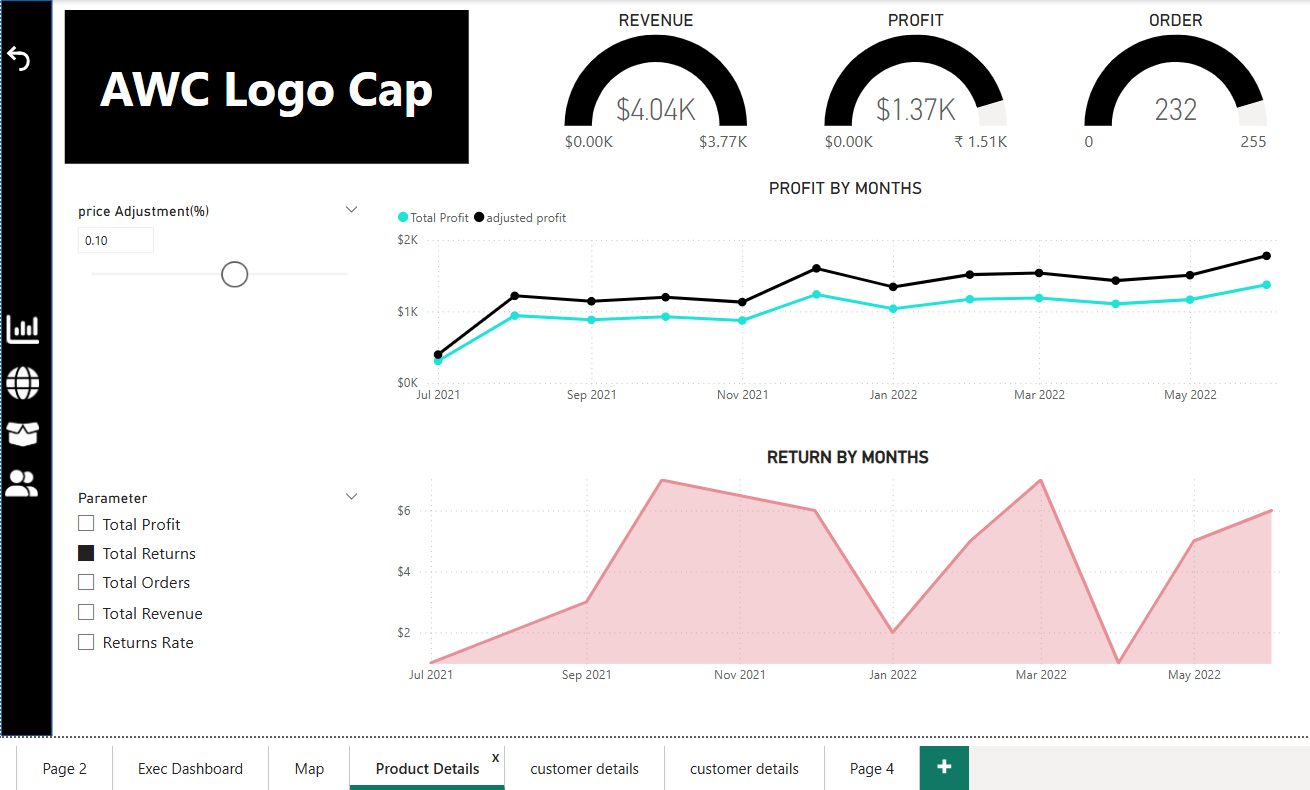 AWC Logo Cap
REVENUE
$4.04K
$0.00K $3.77K
PROFIT
$1.37K
$0.00K ₹ 1.51K
ORDER
232
0 255
price Adjustment(%)
0.10
PROFIT BY MONTHS
Total Profit adjusted profit
$2K
$1K
$0K
Jul 2021 Sep 2021 Nov 2021 Jan 2022 Mar 2022 May 2022
Parameter
Total Profit
Total Returns
Total Orders
Total Revenue
Returns Rate
RETURN BY MONTHS
$6
$4
$2
Jul 2021 Sep 2021 Nov 2021 Jan 2022 Mar 2022 May 2022
Page 2 Exec Dashboard Map Product Details x customer details customer details Page 4 +